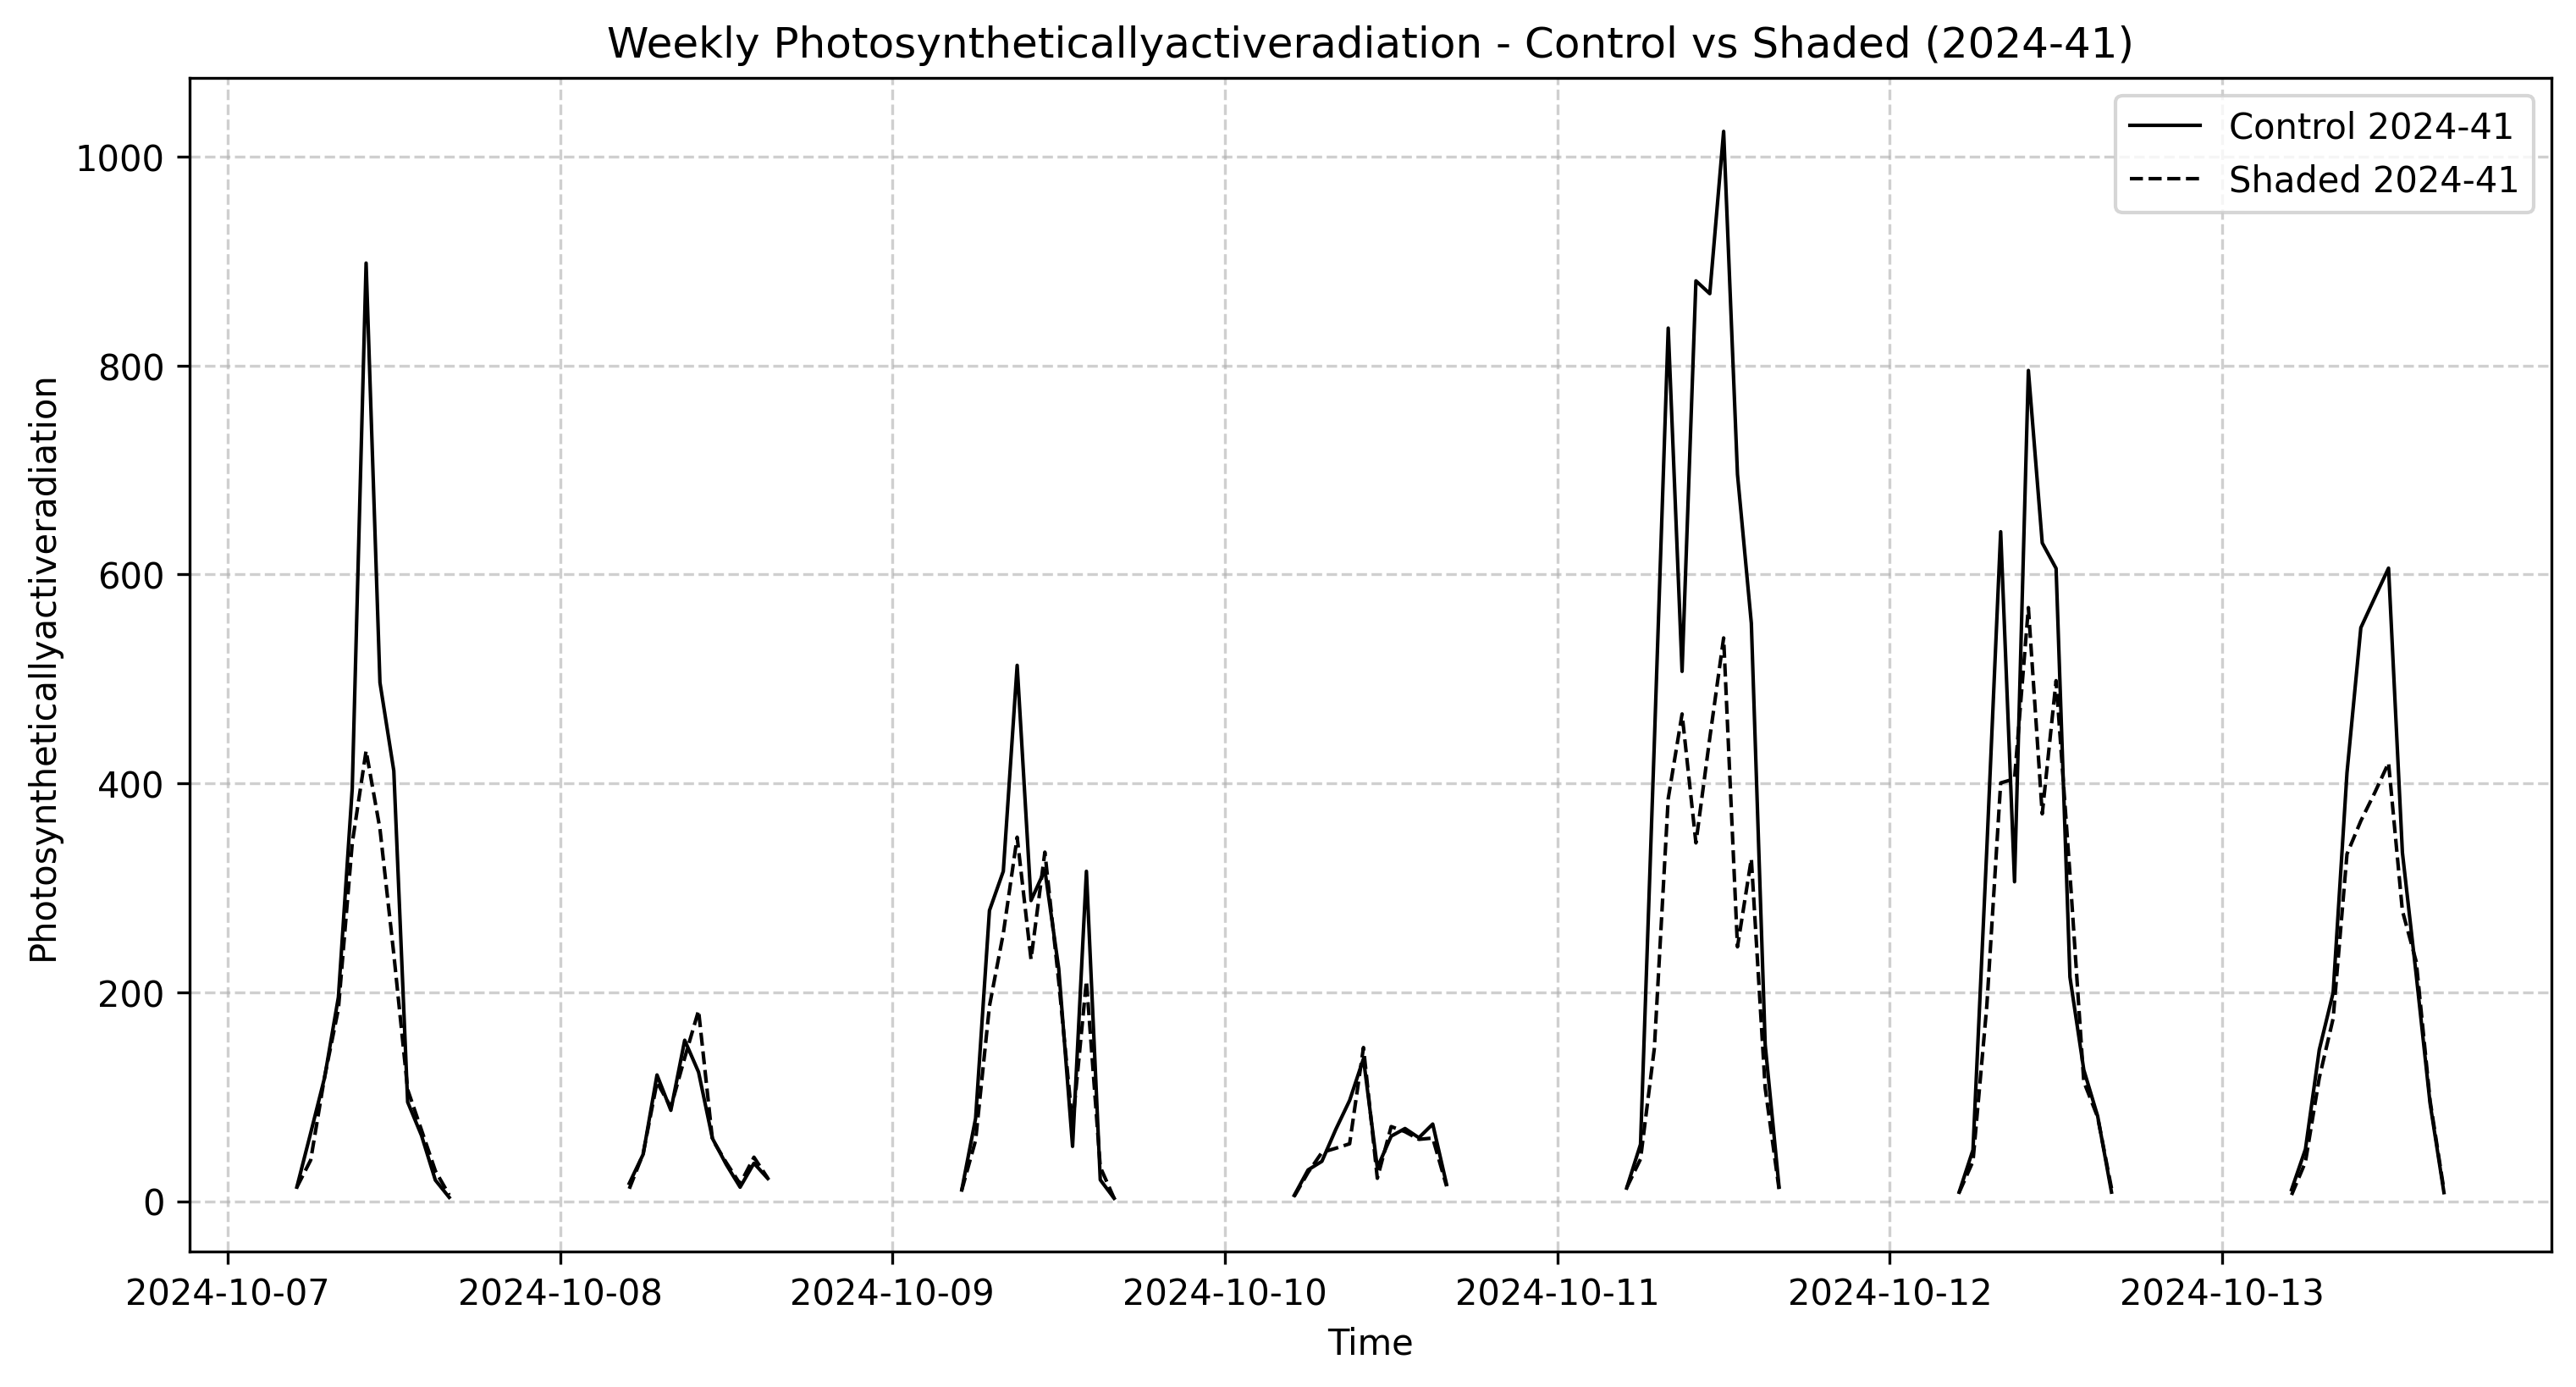 Weekly Photosyntheticallyactiveradiation - Control vs Shaded (2024-41)
Control 2024-41
Shaded 2024-41
Photosyntheticallyactiveradiation
1000
800
600
400
200
0
2024-10-07 2024-10-08 2024-10-09 2024-10-10 2024-10-11 2024-10-12 2024-10-13
Time